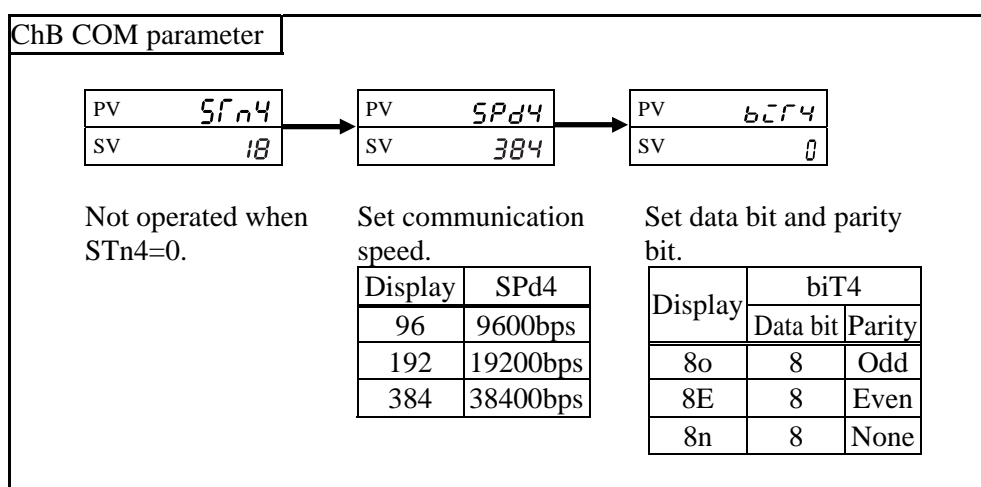 ChB COM parameter
PV STn4
SV 18
PV SPd4
SV 384
PV biT4
SV 0
Not operated when
STn4=0.
Set communication
speed.
Display SPd4
96 9600bps
192 19200bps
384 38400bps
Set data bit and parity
bit.
Display biT4
Data bit Parity
8o 8 Odd
8E 8 Even
8n 8 None